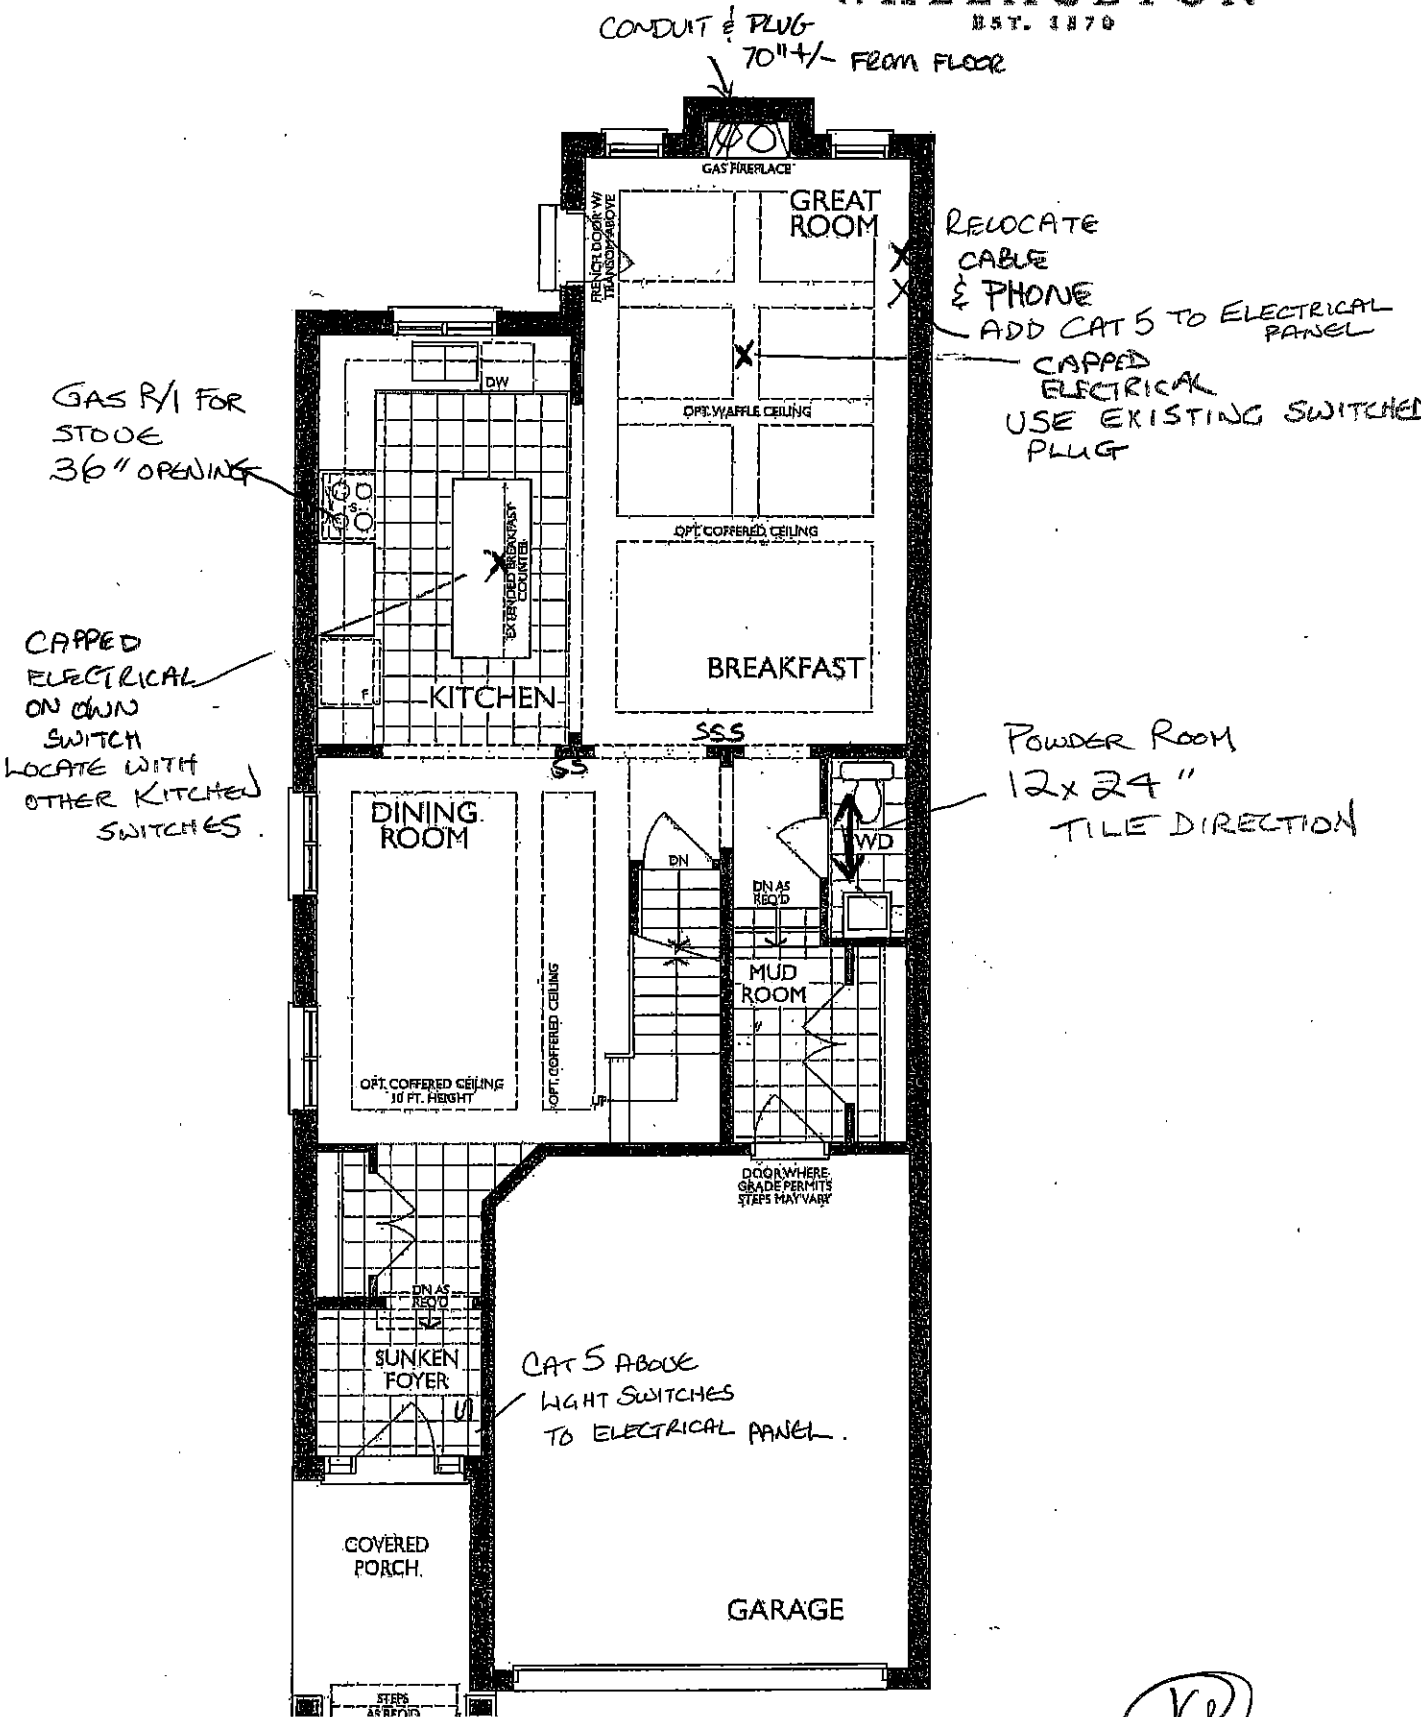 EST. 1870
CONDUIT & PLUG
70" +/- FROM FLOOR
GAS FIREPLACE
GREAT
ROOM
FRENCH DOOR W/
TRANSOM ABOVE
RELOCATE
CABLE
& PHONE
ADD CAT 5 TO ELECTRICAL
PANEL
CAPPED
ELECTRICAL
USE EXISTING SWITCHED
PLUG
GAS R/I FOR
STOVE
36" OPENING
DW
S
OPT. WAFFLE CEILING
OPT. COFFERED CEILING
EXTENDED BREAKFAST
COUNTER
CAPPED
ELECTRICAL
ON OWN
SWITCH
LOCATE WITH
OTHER KITCHEN
SWITCHES.
F
KITCHEN
BREAKFAST
SSS
POWDER ROOM
12x24"
TILE DIRECTION
DINING
ROOM
DN
WD
DN AS
REQ'D
MUD
ROOM
OPT. COFFERED CEILING
10 FT. HEIGHT
OPT. COFFERED CEILING
UP
DOOR WHERE
GRADE PERMITS
STEPS MAY VARY
DN AS
REQ'D
SUNKEN
FOYER
CAT 5 ABOVE
LIGHT SWITCHES
TO ELECTRICAL PANEL.
COVERED
PORCH
GARAGE
STEPS
AS REQ'D